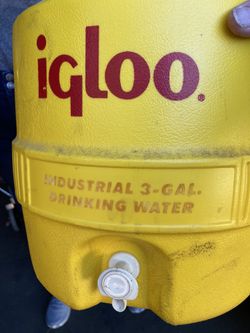 igloo.
INDUSTRIAL 3-GAL.
DRINKING WATER